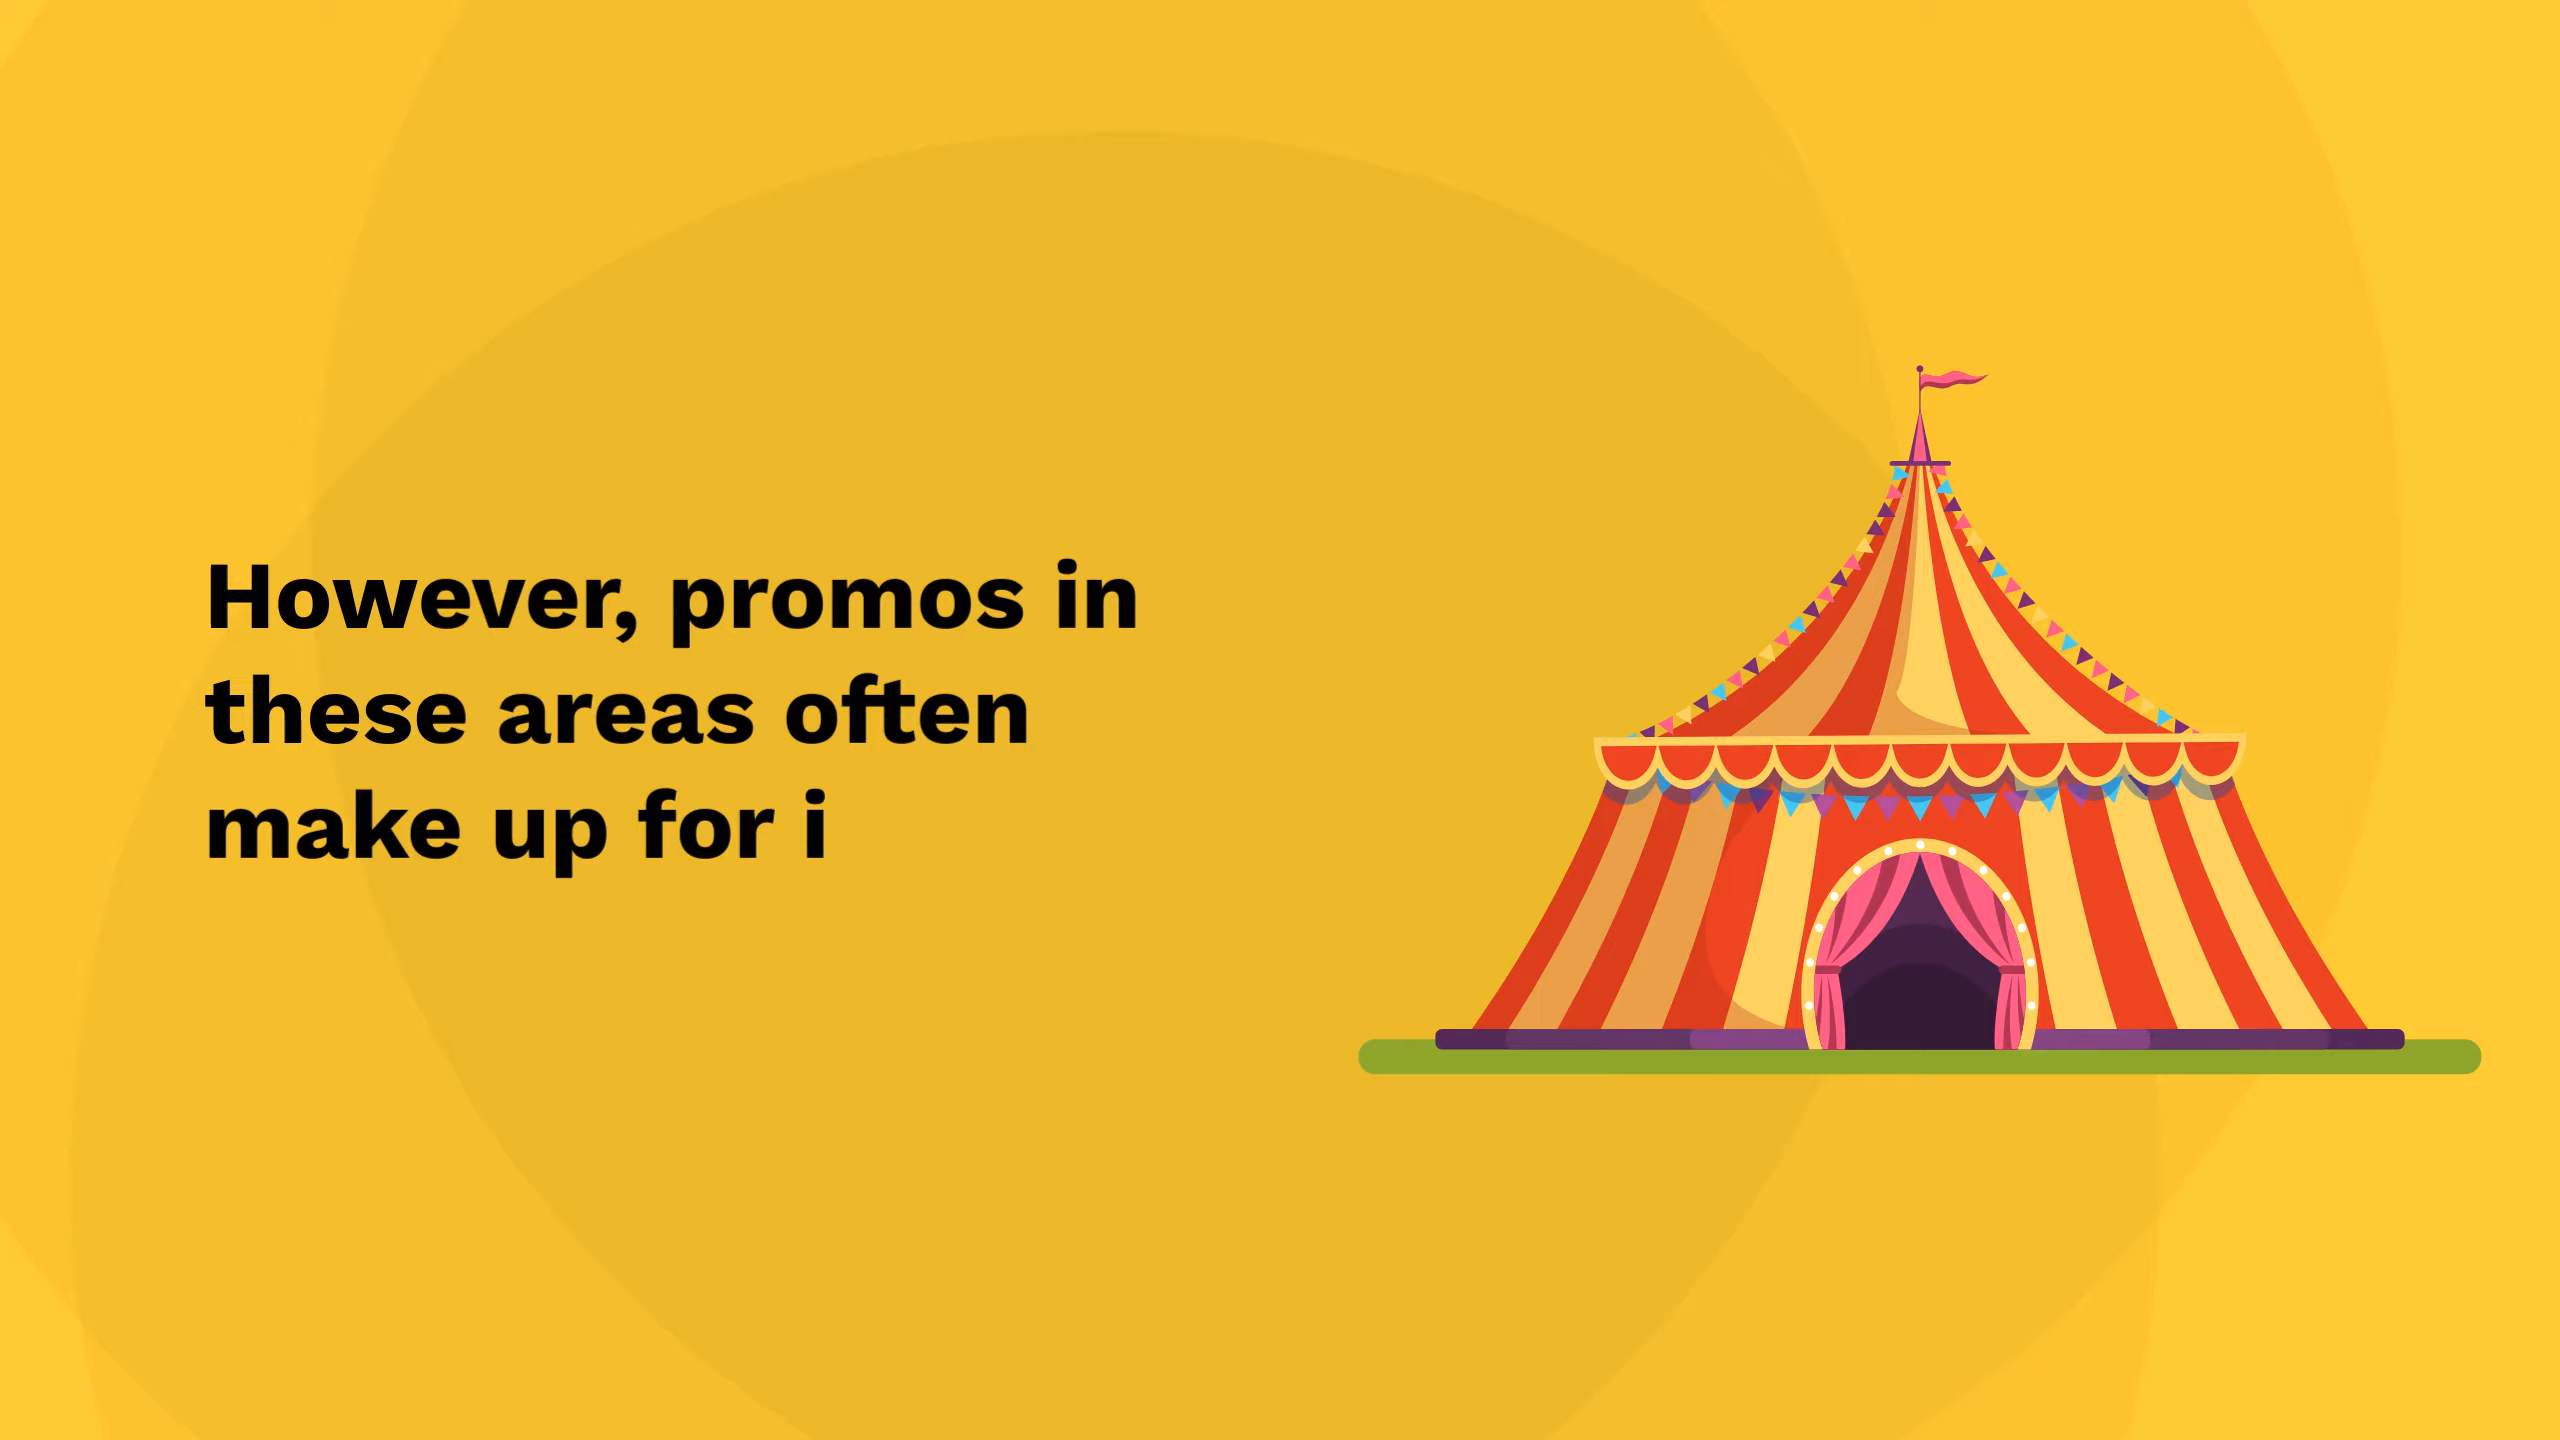 However, promos in
these areas often
make up for i